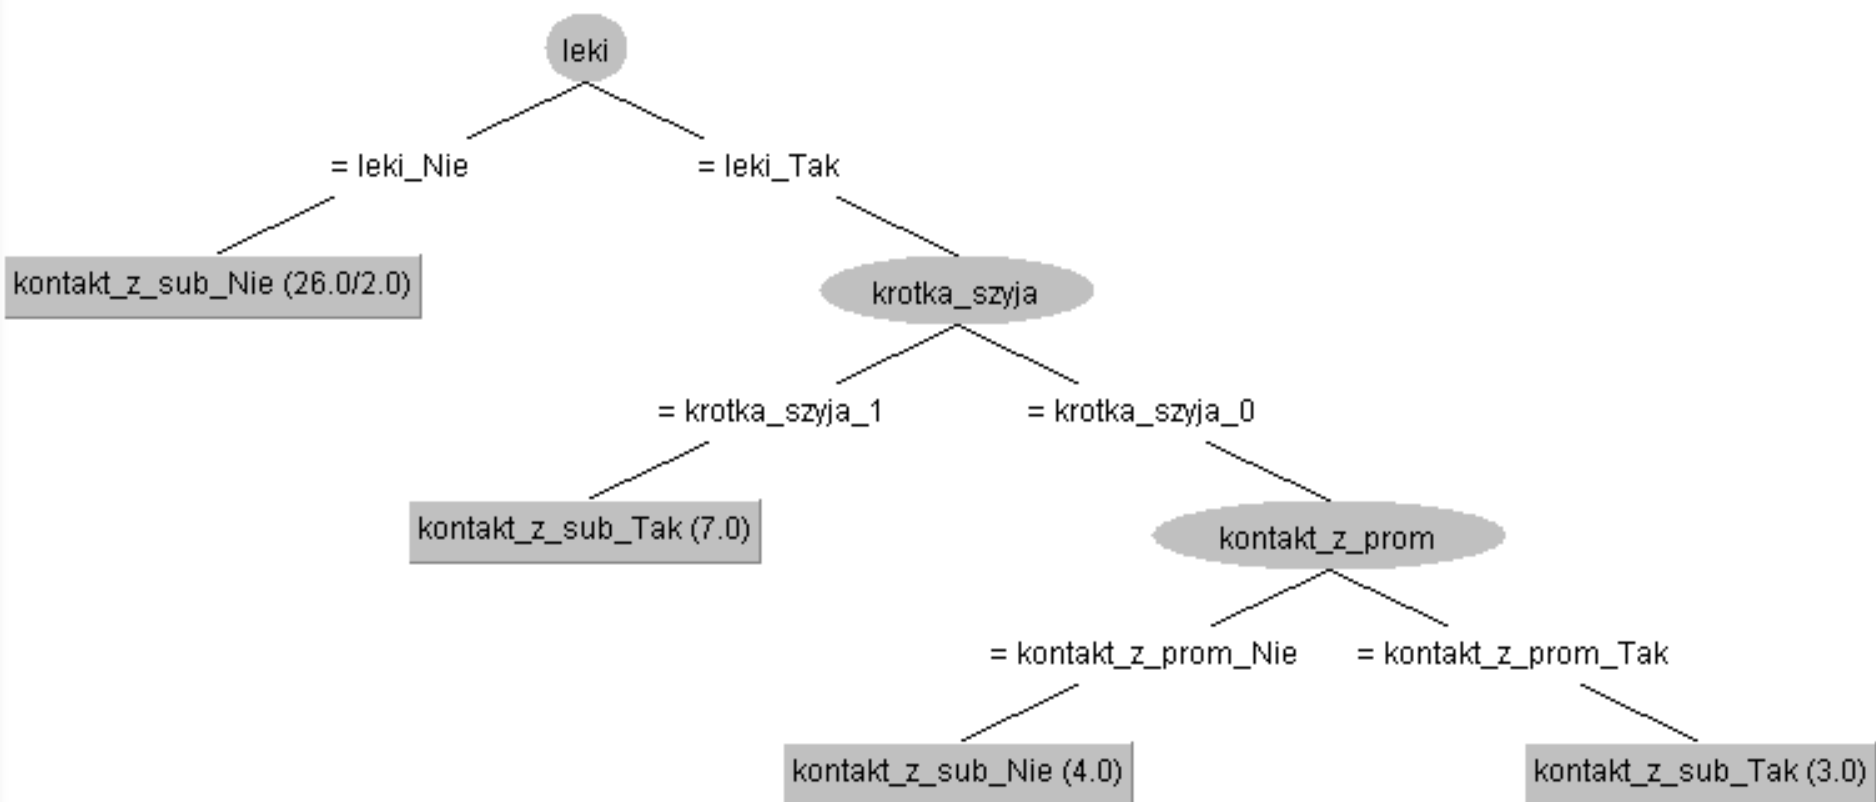 leki
= leki_Nie
= leki_Tak
kontakt_z_sub_Nie (26.0/2.0)
krotka_szyja
= krotka_szyja_1
= krotka_szyja_0
kontakt_z_sub_Tak (7.0)
kontakt_z_prom
= kontakt_z_prom_Nie
= kontakt_z_prom_Tak
kontakt_z_sub_Nie (4.0)
kontakt_z_sub_Tak (3.0)